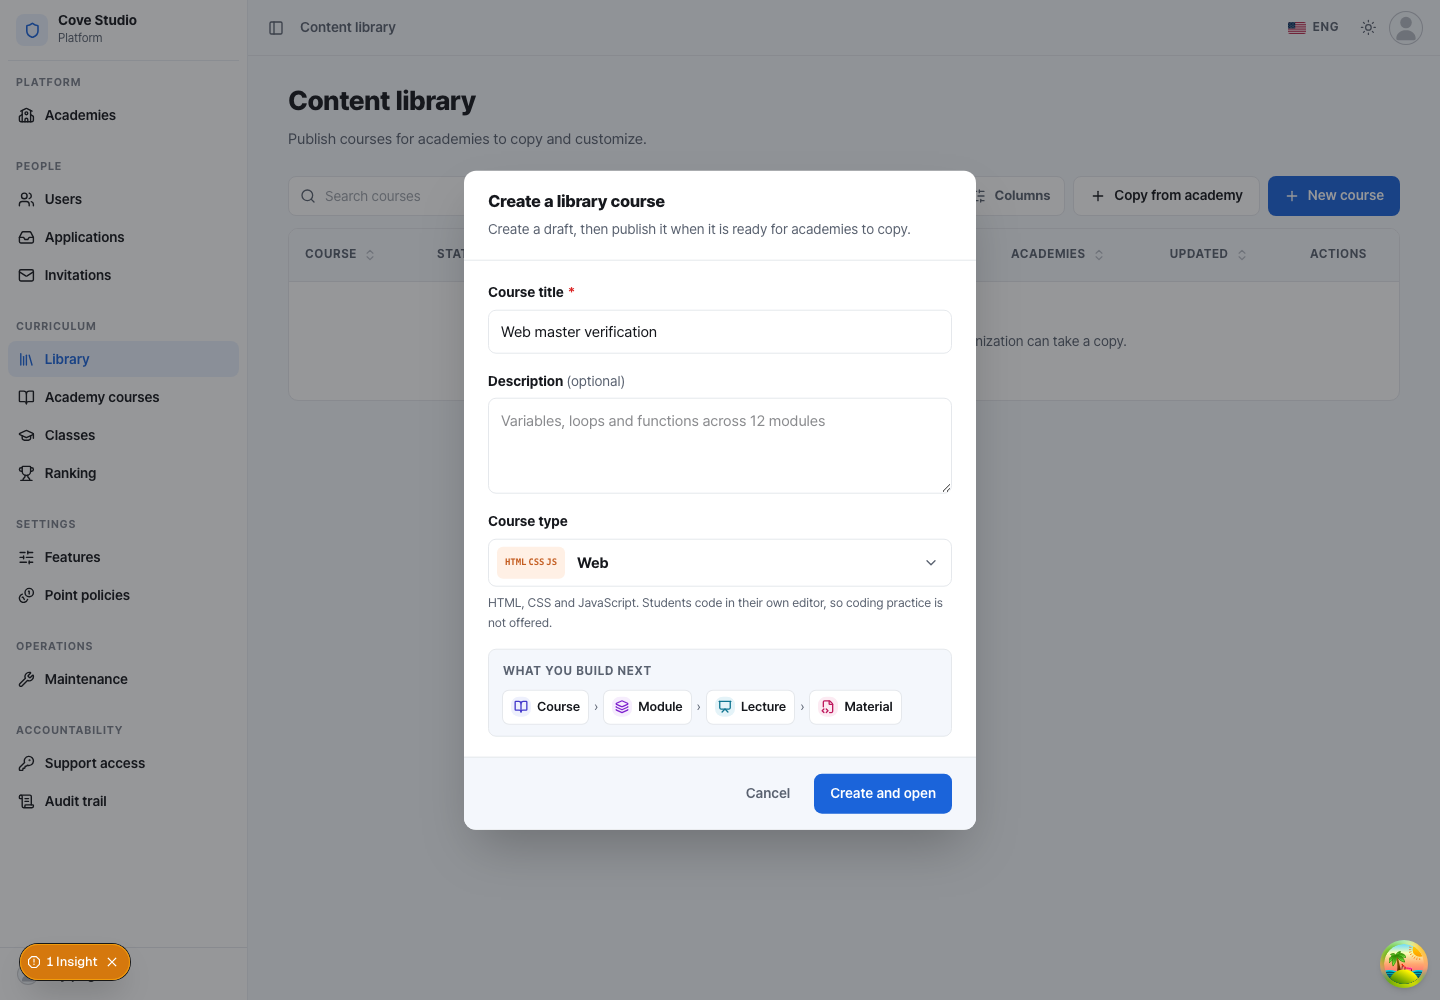 Cove Studio
Platform
Content library
ENG
PLATFORM
Academies
PEOPLE
Users
Applications
Invitations
CURRICULUM
Library
Academy courses
Classes
Ranking
SETTINGS
Features
Point policies
OPERATIONS
Maintenance
ACCOUNTABILITY
Support access
Audit trail
1 Insight
Content library
Publish courses for academies to copy and customize.
Search courses
Columns
Copy from academy
New course
COURSE
ACADEMIES
UPDATED
ACTIONS
can take a copy.
Create a library course
Create a draft, then publish it when it is ready for academies to copy.
Course title *
Web master verification
Description (optional)
Variables, loops and functions across 12 modules
Course type
HTML CSS JS
Web
HTML, CSS and JavaScript. Students code in their own editor, so coding practice is
not offered.
WHAT YOU BUILD NEXT
Course › Module › Lecture › Material
Cancel
Create and open